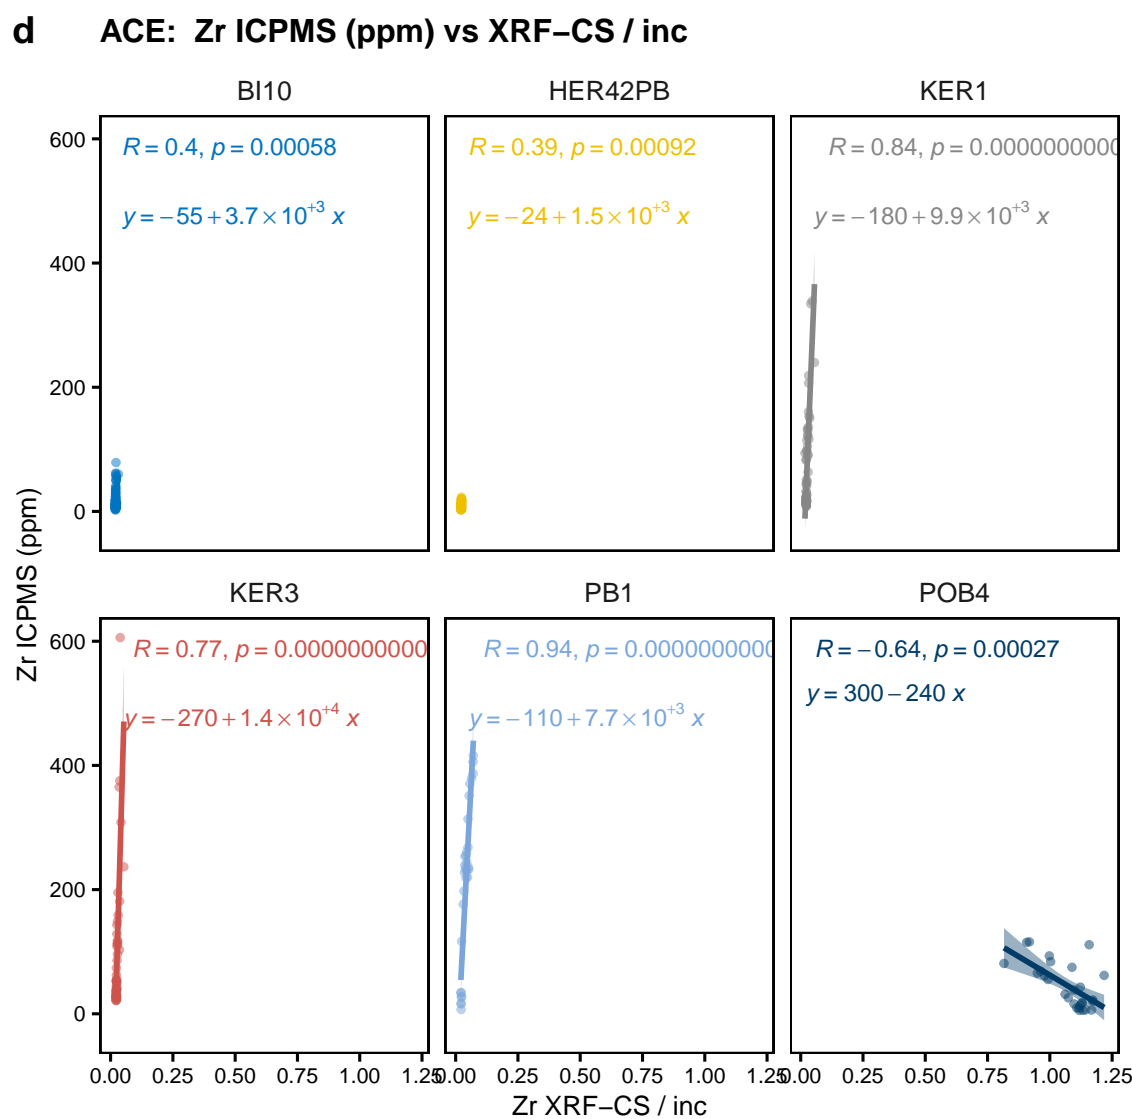 d ACE: Zr ICPMS (ppm) vs XRF−CS / inc
BI10 HER42PB KER1
R = 0.4, p = 0.00058
y = −55 + 3.7 × 10⁺³ x
R = 0.39, p = 0.00092
y = −24 + 1.5 × 10⁺³ x
R = 0.84, p = 0.0000000000
y = −180 + 9.9 × 10⁺³ x
600
400
200
0
Zr ICPMS (ppm)
KER3 PB1 POB4
R = 0.77, p = 0.0000000000
y = −270 + 1.4 × 10⁺⁴ x
R = 0.94, p = 0.0000000000
y = −110 + 7.7 × 10⁺³ x
R = −0.64, p = 0.00027
y = 300 − 240 x
600
400
200
0
0.00 0.25 0.50 0.75 1.00 1.25 0.00 0.25 0.50 0.75 1.00 1.25 0.00 0.25 0.50 0.75 1.00 1.25
Zr XRF−CS / inc